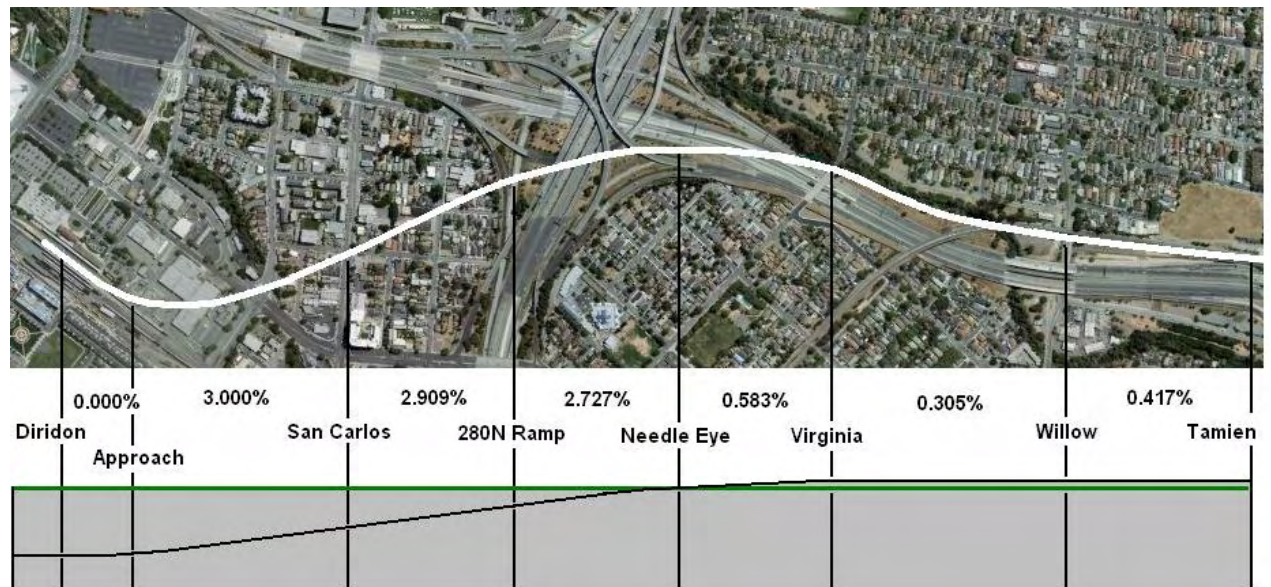 0.000% 3.000% 2.909% 2.727% 0.583% 0.305% 0.417%
Diridon San Carlos 280N Ramp Needle Eye Virginia Willow Tamien
Approach